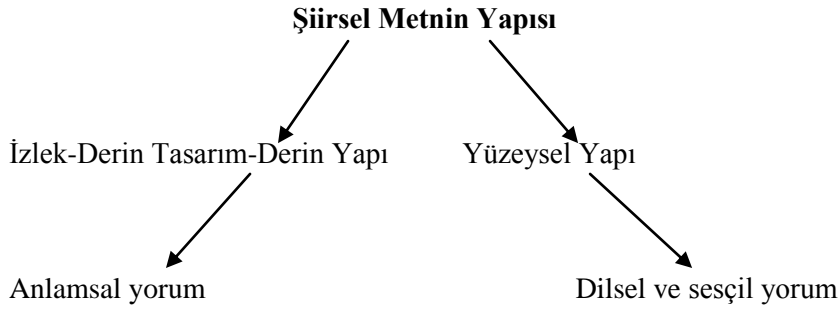 Şiirsel Metnin Yapısı
İzlek-Derin Tasarım-Derin Yapı Yüzeysel Yapı
Anlamsal yorum Dilsel ve sesçil yorum